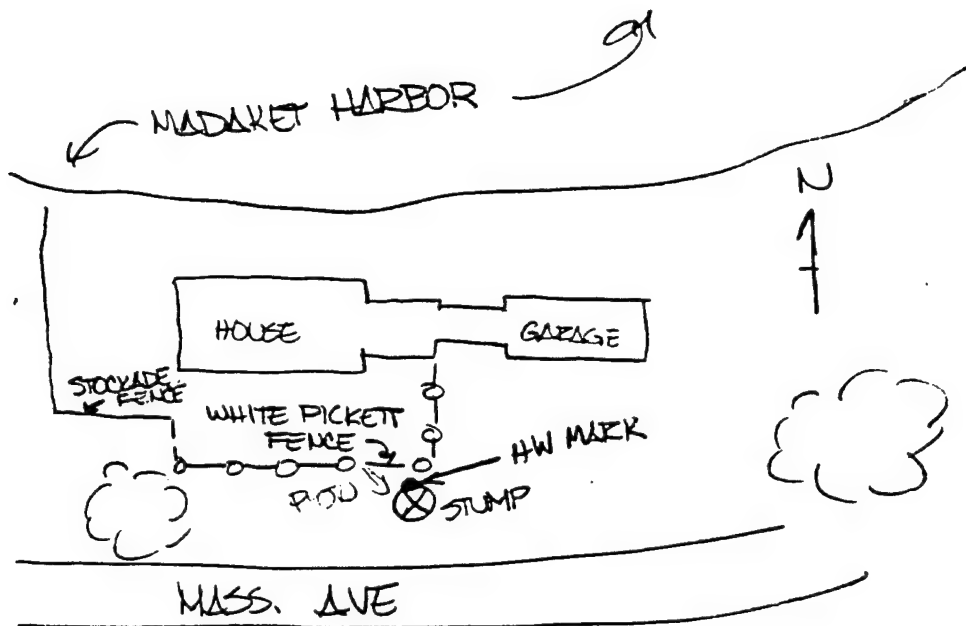 MADAKET HARBOR
N
HOUSE
GARAGE
STOCKADE
FENCE
WHITE PICKETT
FENCE
HW MARK
STUMP
MASS. AVE